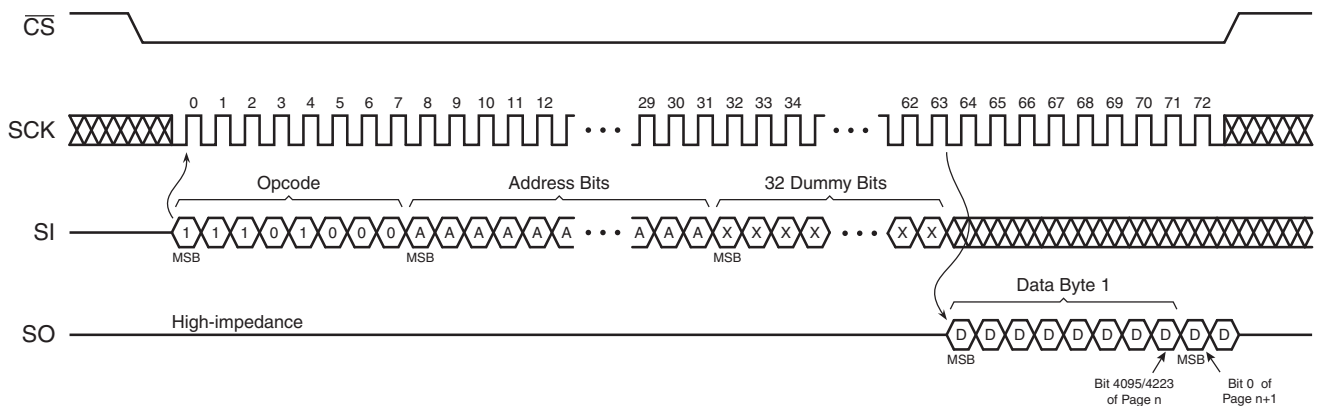 CS
0 1 2 3 4 5 6 7 8 9 10 11 12 29 30 31 32 33 34 62 63 64 65 66 67 68 69 70 71 72
SCK
Opcode Address Bits 32 Dummy Bits
SI 1 1 1 0 1 0 0 0 A A A A A A A A A X X X X X X
MSB MSB MSB
Data Byte 1
High-impedance
SO D D D D D D D D D D
MSB MSB
Bit 4095/4223 Bit 0 of
of Page n Page n+1